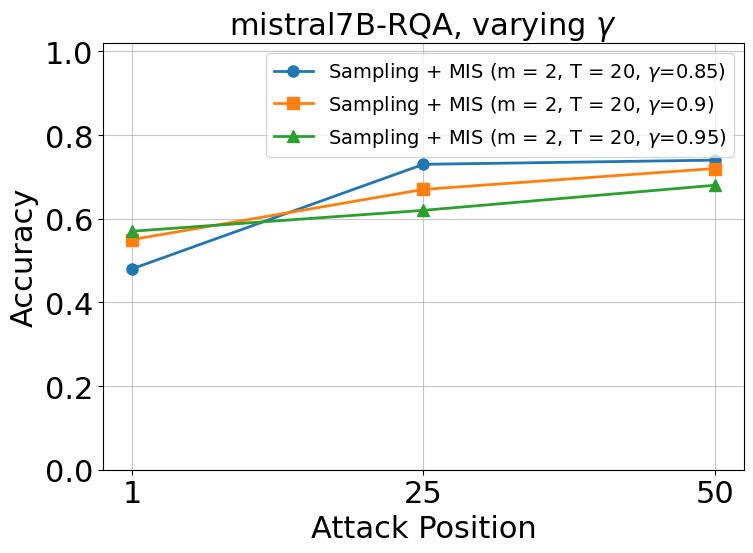 mistral7B-RQA, varying γ
Sampling + MIS (m = 2, T = 20, γ=0.85)
Sampling + MIS (m = 2, T = 20, γ=0.9)
Sampling + MIS (m = 2, T = 20, γ=0.95)
1.0
0.8
0.6
0.4
0.2
0.0
Accuracy
1
25
50
Attack Position